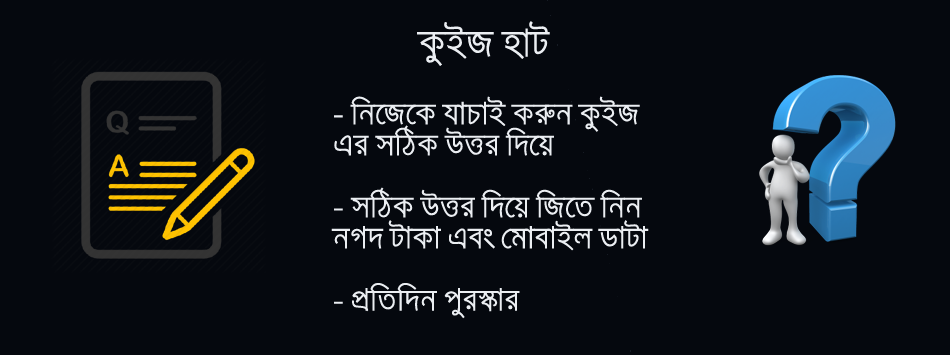 কুইজ হাট
Q
A
- নিজেকে যাচাই করুন কুইজ
এর সঠিক উত্তর দিয়ে
- সঠিক উত্তর দিয়ে জিতে নিন
নগদ টাকা এবং মোবাইল ডাটা
- প্রতিদিন পুরস্কার